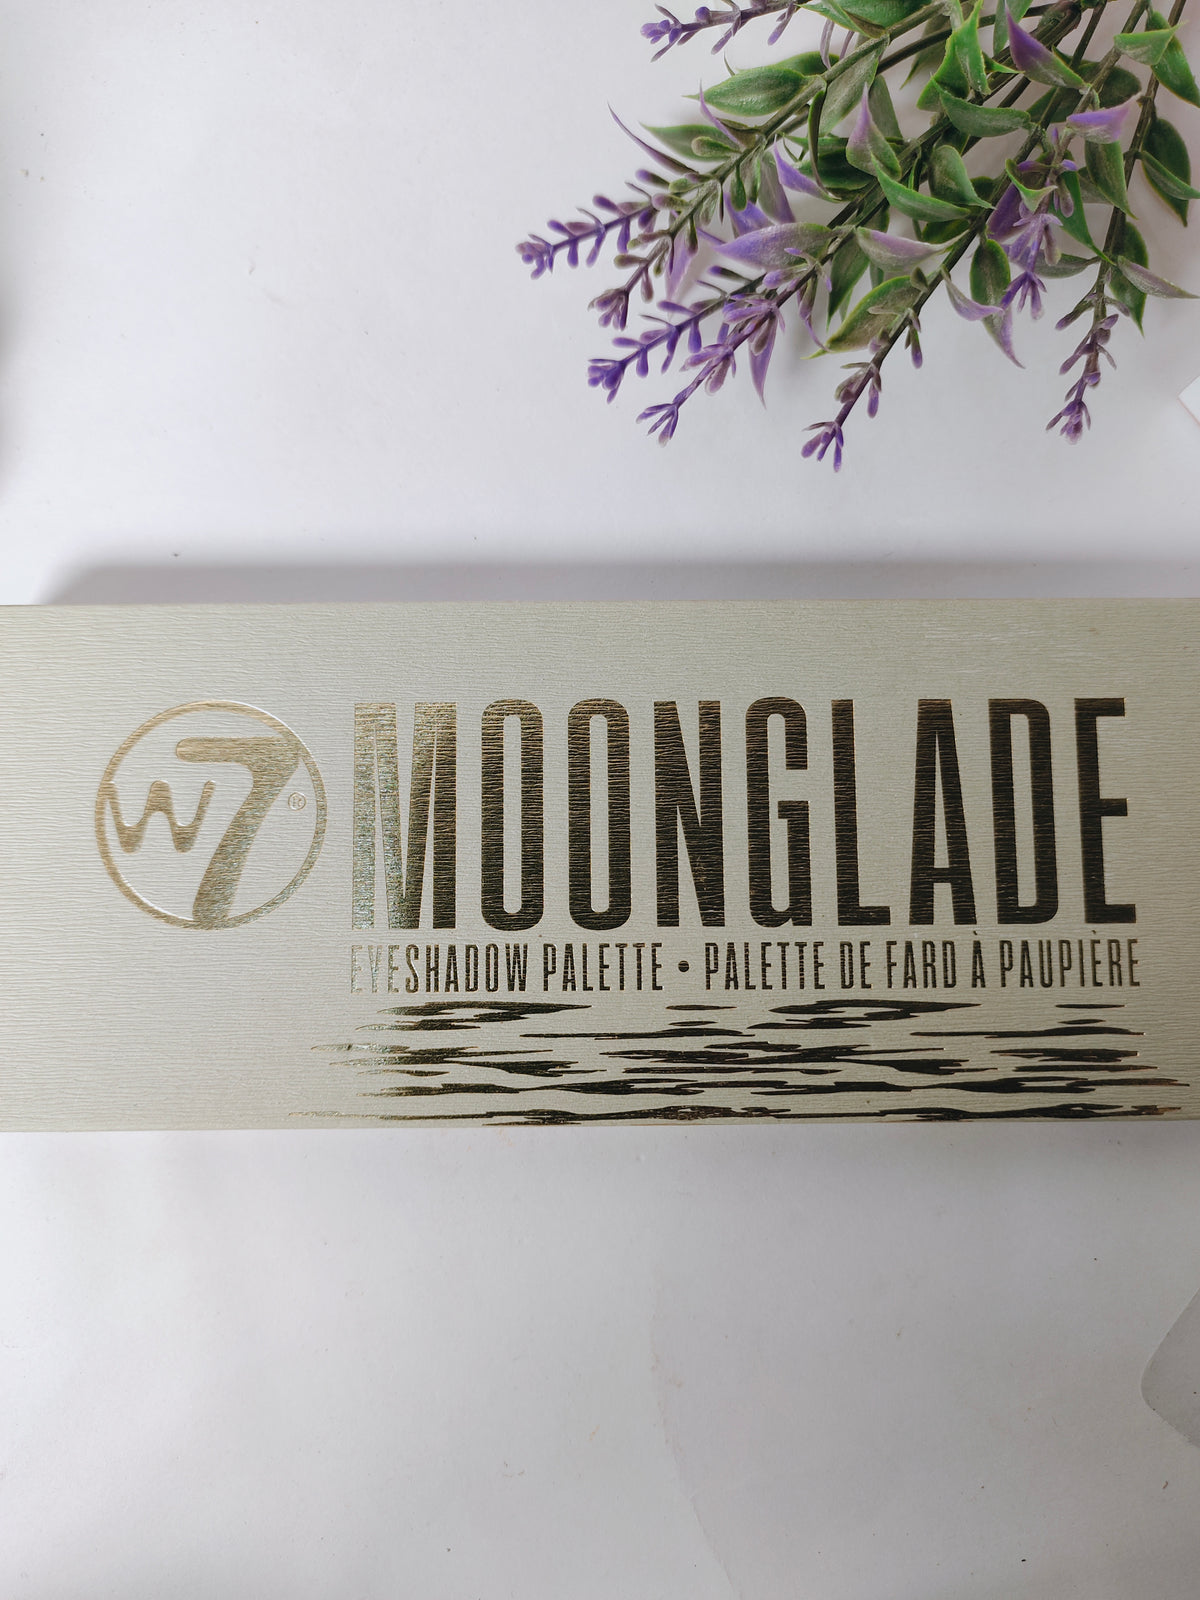 W7®
MOONGLADE
EYESHADOW PALETTE • PALETTE DE FARD À PAUPIÈRE